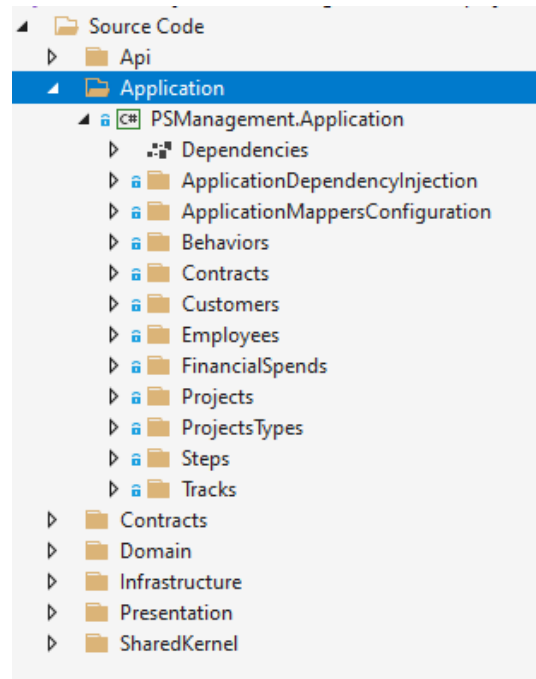 Source Code
Api
Application
C# PSManagement.Application
Dependencies
ApplicationDependencyInjection
ApplicationMappersConfiguration
Behaviors
Contracts
Customers
Employees
FinancialSpends
Projects
ProjectsTypes
Steps
Tracks
Contracts
Domain
Infrastructure
Presentation
SharedKernel